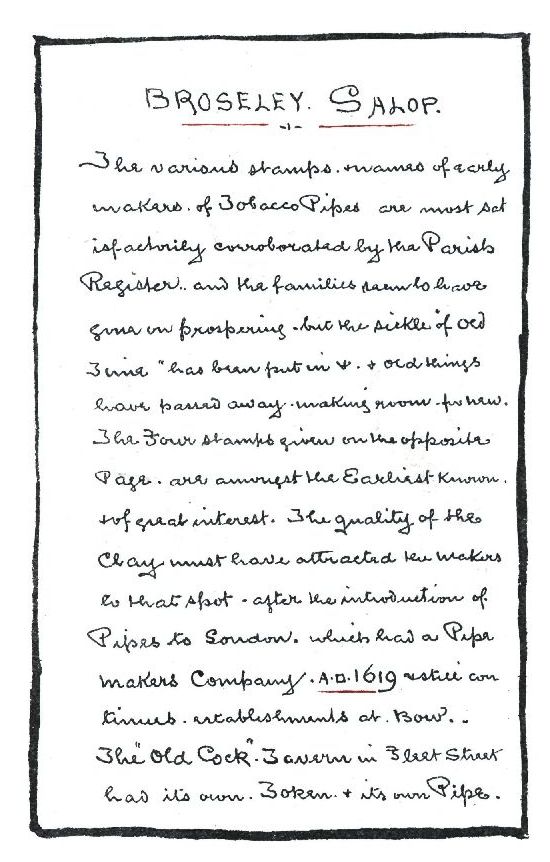 BROSELEY. SALOP.
The various stamps. & names of early
makers. of Tobacco Pipes are most sat
isfactorily corroborated by the Parish
Register.. and the families seem to have
gone on prospering. but the sickle "of Old
Time" has been put in &. & old things
have passed away. making room for new.
The Four stamps given on the opposite
Page. are amongst the Earliest Known.
& of great interest. The quality of the
Clay must have attracted the makers
to that spot - after the introduction of
Pipes to London. which had a Pipe
makers Company. A.D. 1619 & still con
tinues. establishments at Bow..
The "Old Cock". Tavern in Fleet Street
had its own. Token. & its own Pipe.